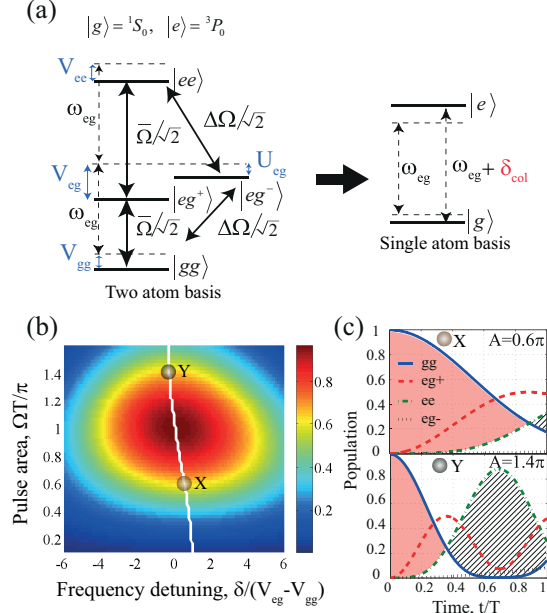 (a)
|g⟩ = ¹S₀, |e⟩ = ³P₀
V_ee
|ee⟩
ω_eg
Ω̅/√2
ΔΩ/√2
U_eg
V_eg
|eg⁺⟩
|eg⁻⟩
ω_eg
Ω̅/√2
ΔΩ/√2
V_gg
|gg⟩
Two atom basis
|e⟩
ω_eg
ω_eg + δ_col
|g⟩
Single atom basis
(b)
Pulse area, ΩT/π
1.4
1.2
1
0.8
0.6
0.4
0.2
Y
X
-6 -4 -2 0 2 4 6
Frequency detuning, δ/(V_eg-V_gg)
0.8
0.6
0.4
0.2
(c)
Population
1
0.8
0.6
0.4
0.2
0
X A=0.6π
gg
eg+
ee
eg-
0.8
0.6
0.4
0.2
0
Y A=1.4π
0 0.2 0.4 0.6 0.8 1
Time, t/T